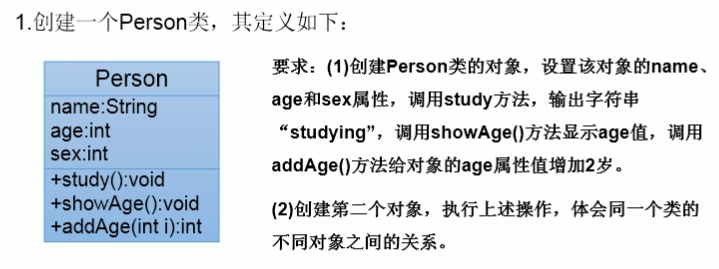 1.创建一个Person类，其定义如下：
Person
name:String
age:int
sex:int
+study():void
+showAge():void
+addAge(int i):int
要求：(1)创建Person类的对象，设置该对象的name、
age和sex属性，调用study方法，输出字符串
“studying”，调用showAge()方法显示age值，调用
addAge()方法给对象的age属性值增加2岁。
(2)创建第二个对象，执行上述操作，体会同一个类的
不同对象之间的关系。